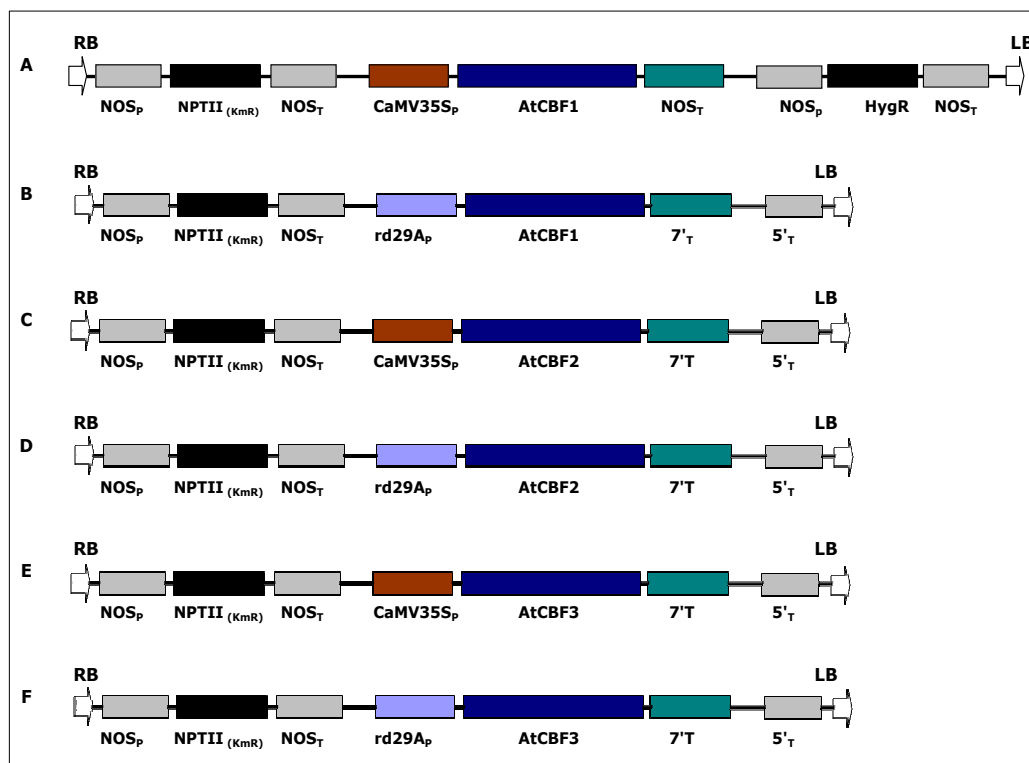 RB LB
A
NOSP NPTII (KmR) NOST CaMV35SP AtCBF1 NOST NOSp HygR NOST
RB LB
B
NOSP NPTII (KmR) NOST rd29AP AtCBF1 7'T 5'T
RB LB
C
NOSP NPTII (KmR) NOST CaMV35SP AtCBF2 7'T 5'T
RB LB
D
NOSP NPTII (KmR) NOST rd29AP AtCBF2 7'T 5'T
RB LB
E
NOSP NPTII (KmR) NOST CaMV35SP AtCBF3 7'T 5'T
RB LB
F
NOSP NPTII (KmR) NOST rd29AP AtCBF3 7'T 5'T